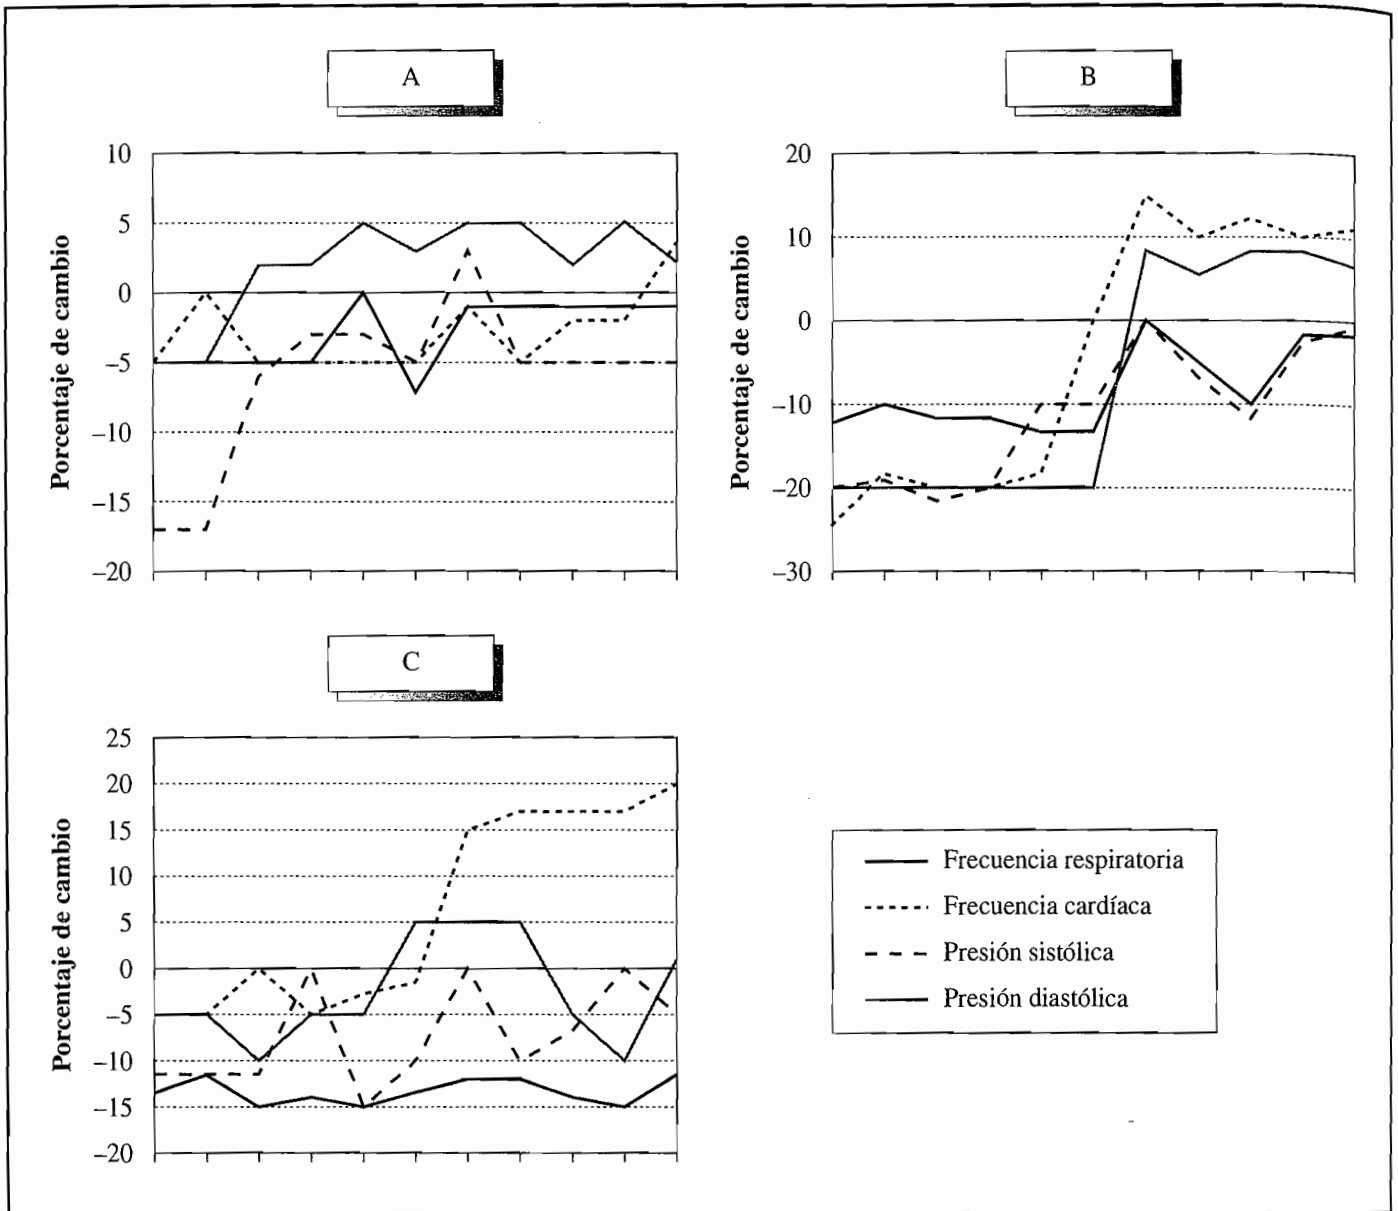 A
Porcentaje de cambio
10
5
0
−5
−10
−15
−20
B
Porcentaje de cambio
20
10
0
−10
−20
−30
C
Porcentaje de cambio
25
20
15
10
5
0
−5
−10
−15
−20
Frecuencia respiratoria
Frecuencia cardíaca
Presión sistólica
Presión diastólica